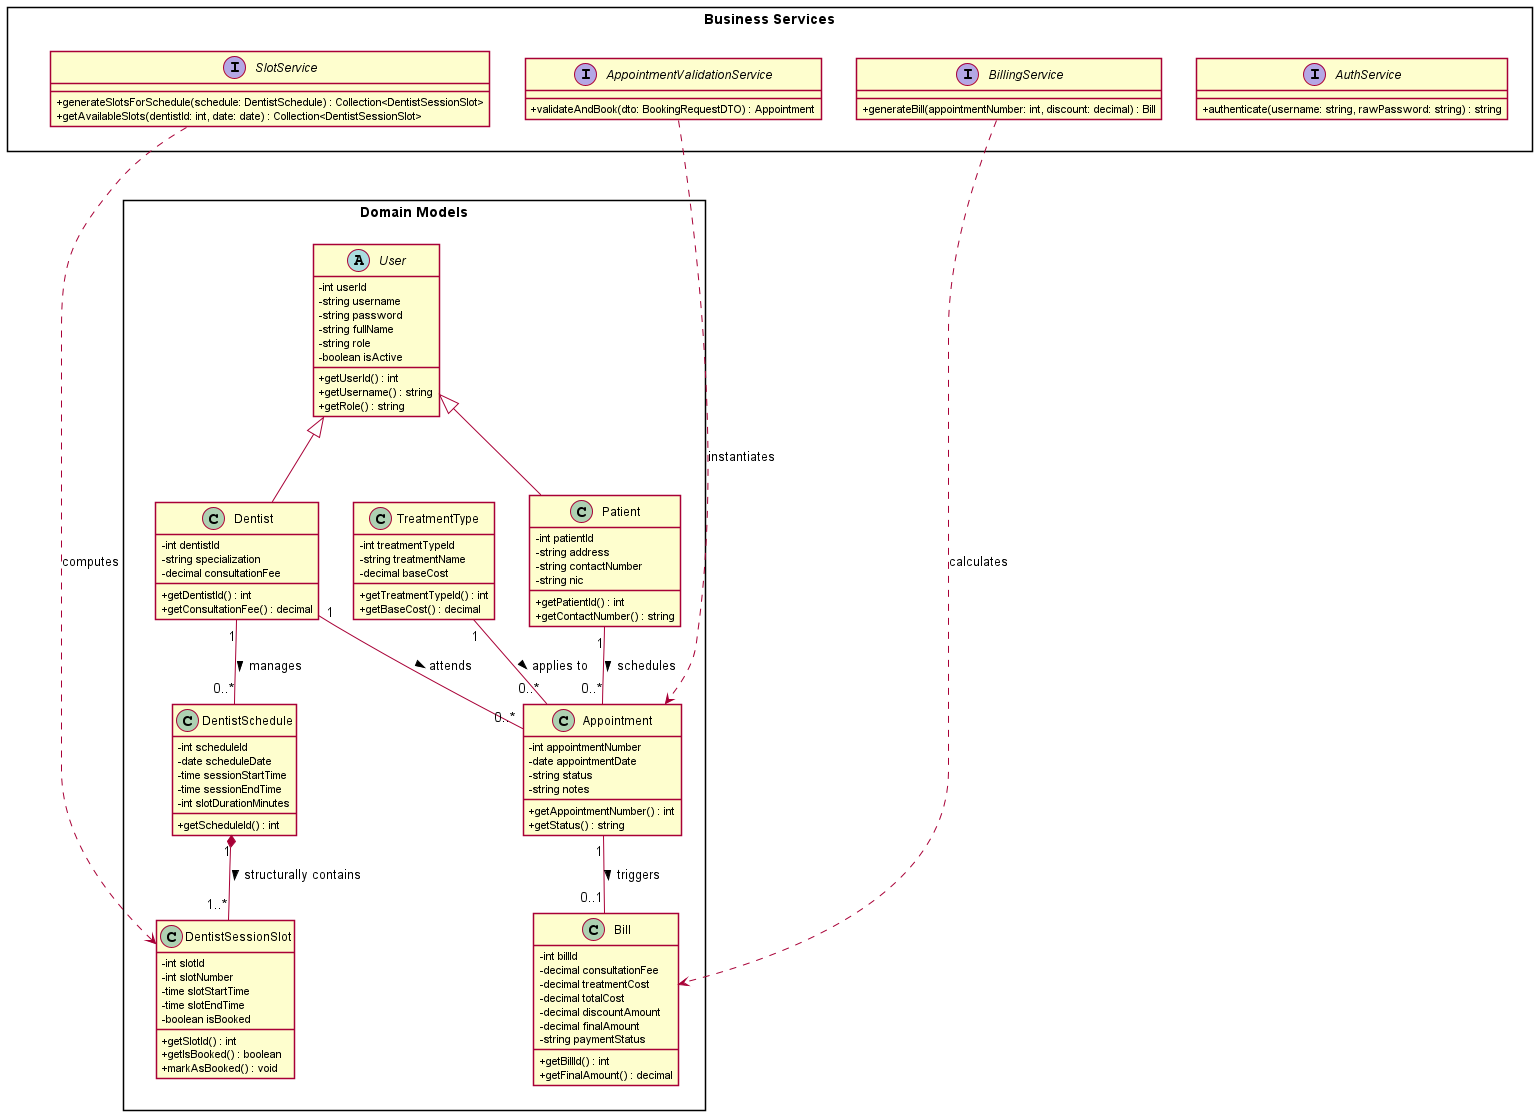 Business Services
I SlotService
+generateSlotsForSchedule(schedule: DentistSchedule) : Collection<DentistSessionSlot>
+getAvailableSlots(dentistId: int, date: date) : Collection<DentistSessionSlot>
I AppointmentValidationService
+validateAndBook(dto: BookingRequestDTO) : Appointment
I BillingService
+generateBill(appointmentNumber: int, discount: decimal) : Bill
I AuthService
+authenticate(username: string, rawPassword: string) : string
Domain Models
A User
-int userId
-string username
-string password
-string fullName
-string role
-boolean isActive
+getUserId() : int
+getUsername() : string
+getRole() : string
instantiates
computes
calculates
C Dentist
-int dentistId
-string specialization
-decimal consultationFee
+getDentistId() : int
+getConsultationFee() : decimal
C TreatmentType
-int treatmentTypeId
-string treatmentName
-decimal baseCost
+getTreatmentTypeId() : int
+getBaseCost() : decimal
C Patient
-int patientId
-string address
-string contactNumber
-string nic
+getPatientId() : int
+getContactNumber() : string
1
manages
0..*
1
attends
0..*
1
applies to
0..*
1
schedules
0..*
C DentistSchedule
-int scheduleId
-date scheduleDate
-time sessionStartTime
-time sessionEndTime
-int slotDurationMinutes
+getScheduleId() : int
C Appointment
-int appointmentNumber
-date appointmentDate
-string status
-string notes
+getAppointmentNumber() : int
+getStatus() : string
1
structurally contains
1..*
1
triggers
0..1
C DentistSessionSlot
-int slotId
-int slotNumber
-time slotStartTime
-time slotEndTime
-boolean isBooked
+getSlotId() : int
+getIsBooked() : boolean
+markAsBooked() : void
C Bill
-int billId
-decimal consultationFee
-decimal treatmentCost
-decimal totalCost
-decimal discountAmount
-decimal finalAmount
-string paymentStatus
+getBillId() : int
+getFinalAmount() : decimal